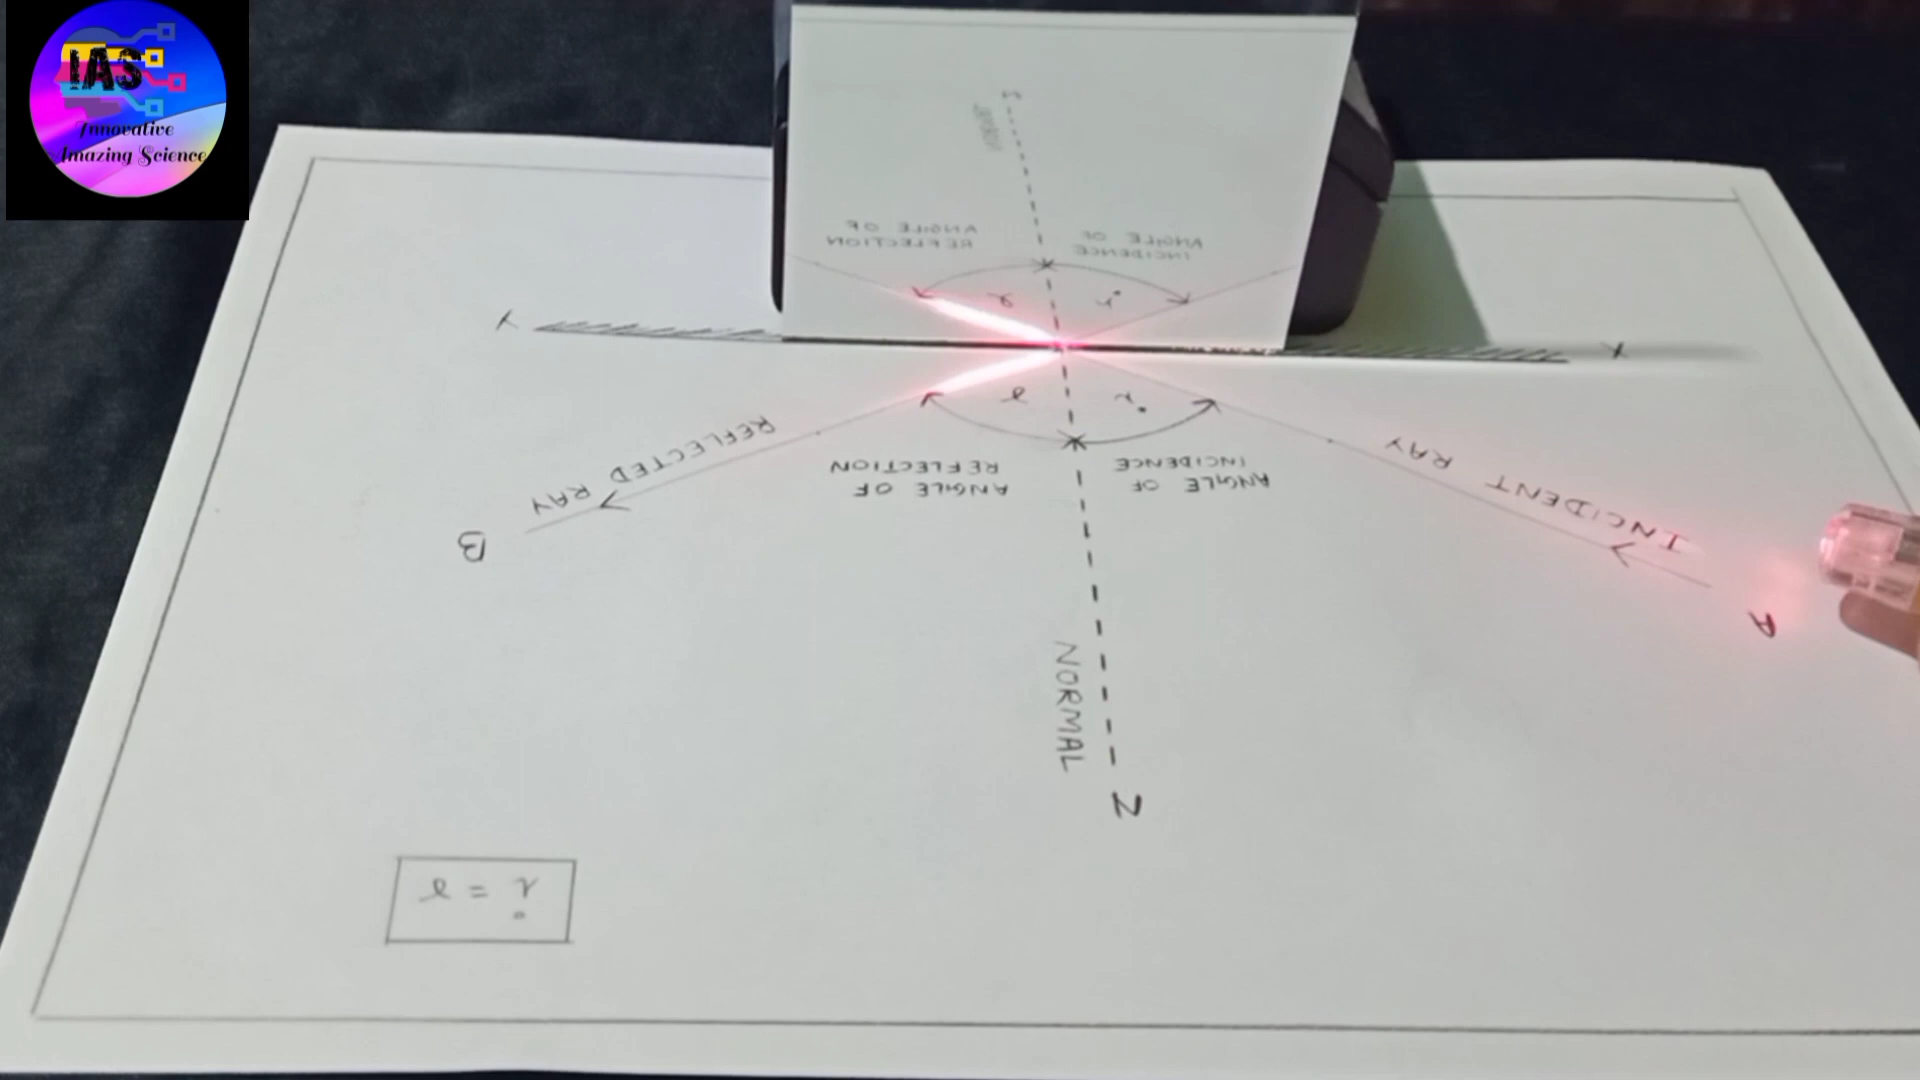 IAS
Innovative
Amazing Science
ANGLE OF
REFLECTION
ANGLE OF
INCIDENCE
r
i
X
r
i
REFLECTED RAY
INCIDENT RAY
ANGLE OF
REFLECTION
ANGLE OF
INCIDENCE
B
A
NORMAL
N
i = r